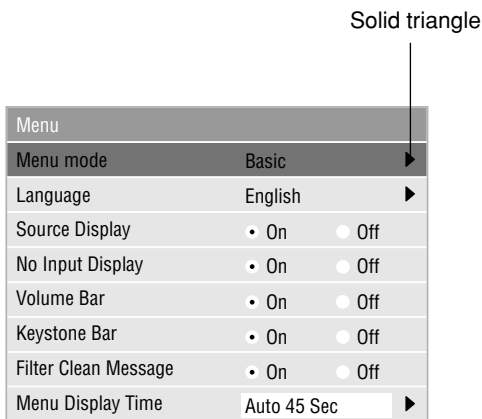 Solid triangle
Menu
Menu mode Basic
Language English
Source Display On Off
No Input Display On Off
Volume Bar On Off
Keystone Bar On Off
Filter Clean Message On Off
Menu Display Time Auto 45 Sec